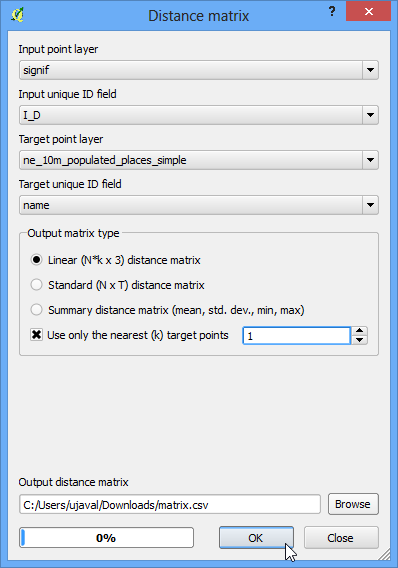 Distance matrix
?
Input point layer
signif
Input unique ID field
I_D
Target point layer
ne_10m_populated_places_simple
Target unique ID field
name
Output matrix type
Linear (N*k x 3) distance matrix
Standard (N x T) distance matrix
Summary distance matrix (mean, std. dev., min, max)
Use only the nearest (k) target points 1
Output distance matrix
C:/Users/ujaval/Downloads/matrix.csv Browse
0% OK Close